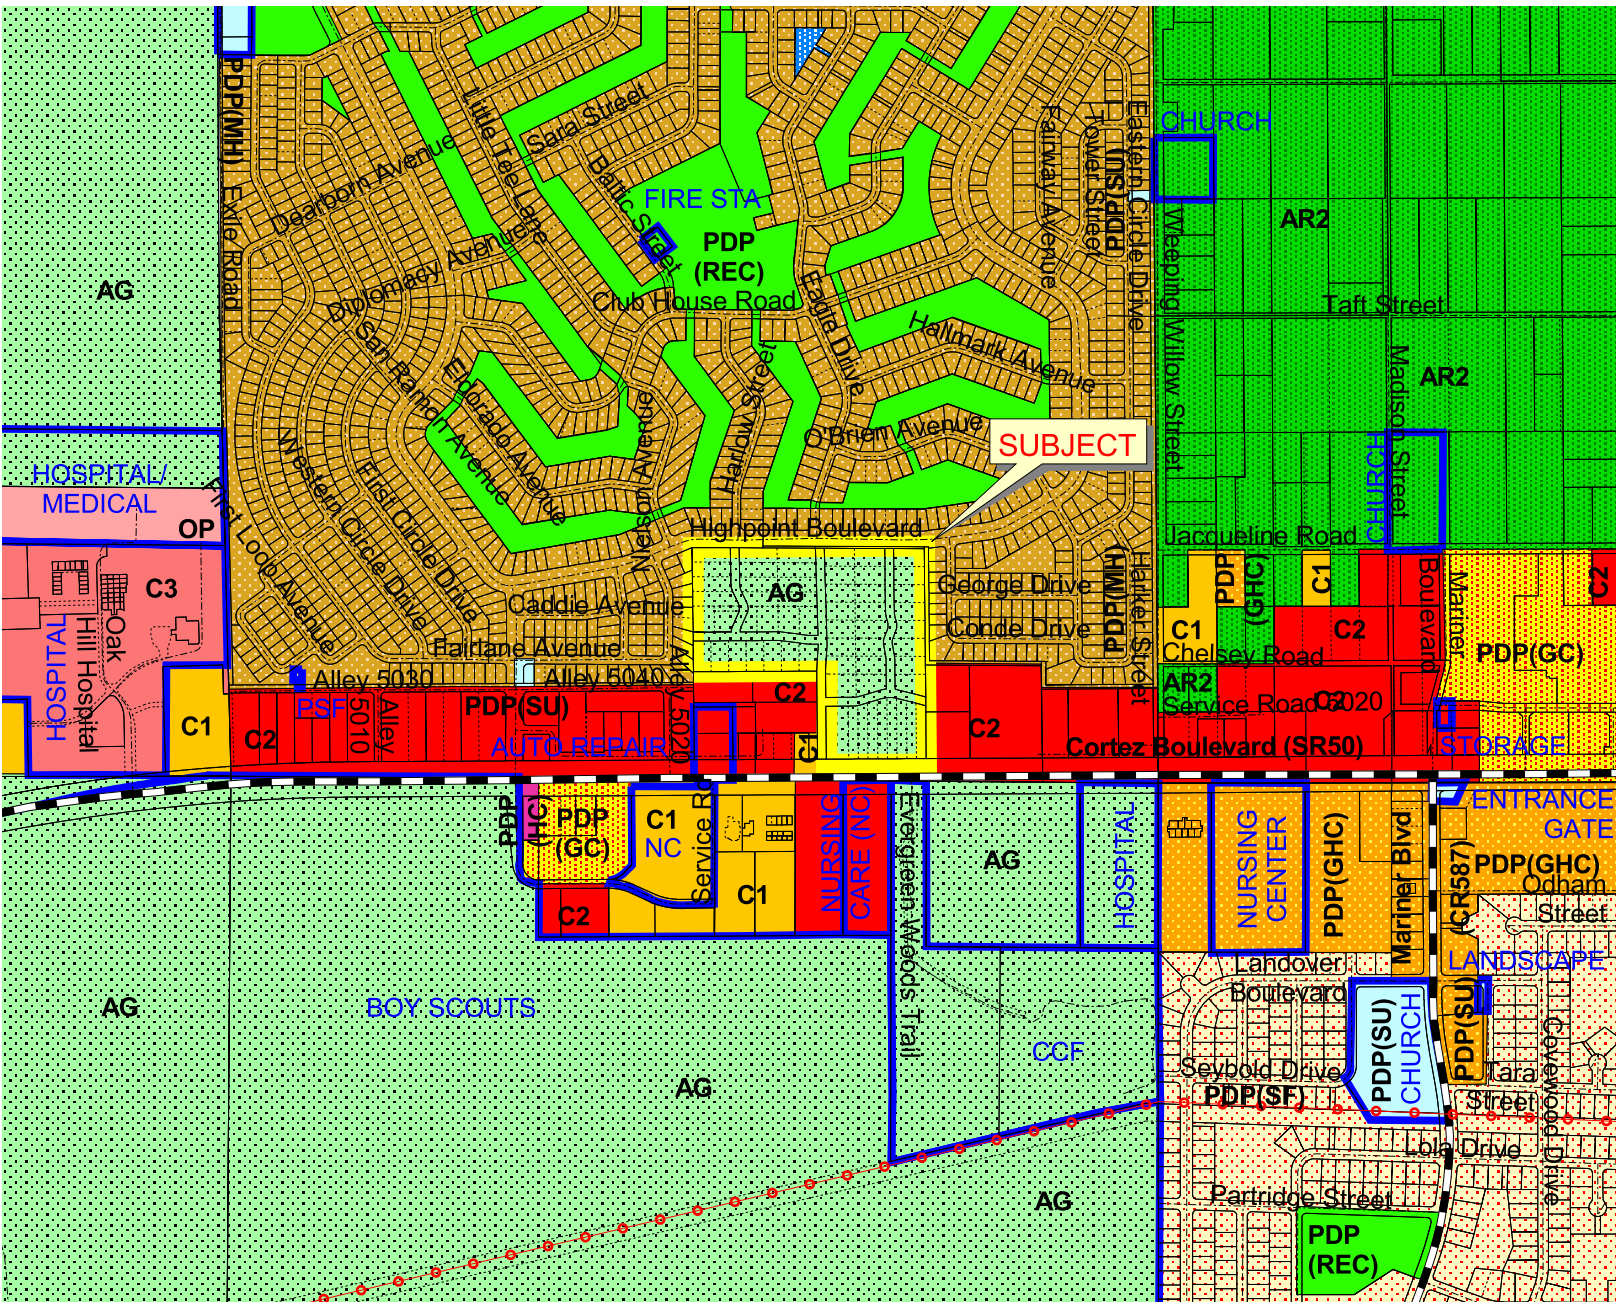 PDP(MH)
Exile Road
AG
Dearborn Avenue
Little Tee Lane
Sara Street
Baltic Street
FIRE STA
PDP
(REC)
Club House Road
Diplomacy Avenue
San Ramon Avenue
Eldorado Avenue
Western Circle Drive
First Circle Drive
First Loop Avenue
Nelson Avenue
Harlow Street
Eagle Drive
Hallmark Avenue
O'Brien Avenue
Fairway Avenue
Tower Street
PDP(SU)
Eastern Circle Drive
CHURCH
Weeping Willow Street
AR2
Taft Street
Madison Street
AR2
CHURCH
Jacqueline Road
SUBJECT
Highpoint Boulevard
HOSPITAL/
MEDICAL
OP
C3
Oak
Hill Hospital
HOSPITAL
C1
C2
Caddie Avenue
Fairlane Avenue
Alley 5030
Alley 5040
Alley 5020
PSF
Alley
5010
PDP(SU)
AUTO REPAIR
C2
C1
AG
George Drive
Conde Drive
PDP(MH)
Harker Street
C2
Cortez Boulevard (SR50)
C1
PDP
(GHC)
C1
C2
Chelsey Road
AR2
Service Road 5020
C2
Mariner
Boulevard
PDP(GC)
C2
STORAGE
PDP
(HC)
PDP
(GC)
C1
NC
Service Rd
C1
C2
NURSING
CARE (NC)
Evergreen Woods Trail
AG
HOSPITAL
NURSING
CENTER
PDP(GHC)
Mariner Blvd
(CR587)
ENTRANCE
GATE
PDP(GHC)
Odham
Street
LANDSCAPE
Landover
Boulevard
PDP(SU)
CHURCH
PDP(SU)
Covewood Drive
Tara
Street
Seybold Drive
PDP(SF)
Lola Drive
Partridge Street
PDP
(REC)
AG
BOY SCOUTS
AG
CCF
AG